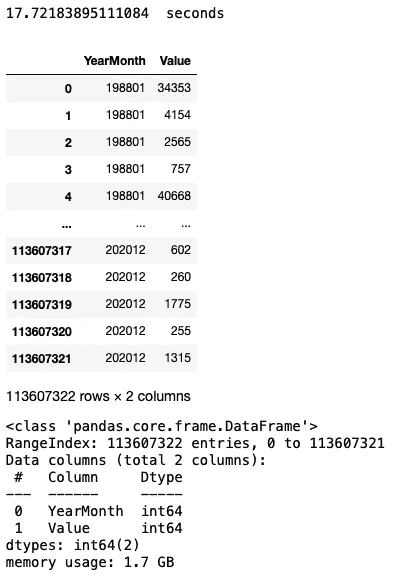 17.72183895111084  seconds
YearMonth Value
0 198801 34353
1 198801 4154
2 198801 2565
3 198801 757
4 198801 40668
... ... ...
113607317 202012 602
113607318 202012 260
113607319 202012 1775
113607320 202012 255
113607321 202012 1315
113607322 rows × 2 columns
<class 'pandas.core.frame.DataFrame'>
RangeIndex: 113607322 entries, 0 to 113607321
Data columns (total 2 columns):
 #   Column     Dtype
---  ------     -----
 0   YearMonth  int64
 1   Value      int64
dtypes: int64(2)
memory usage: 1.7 GB